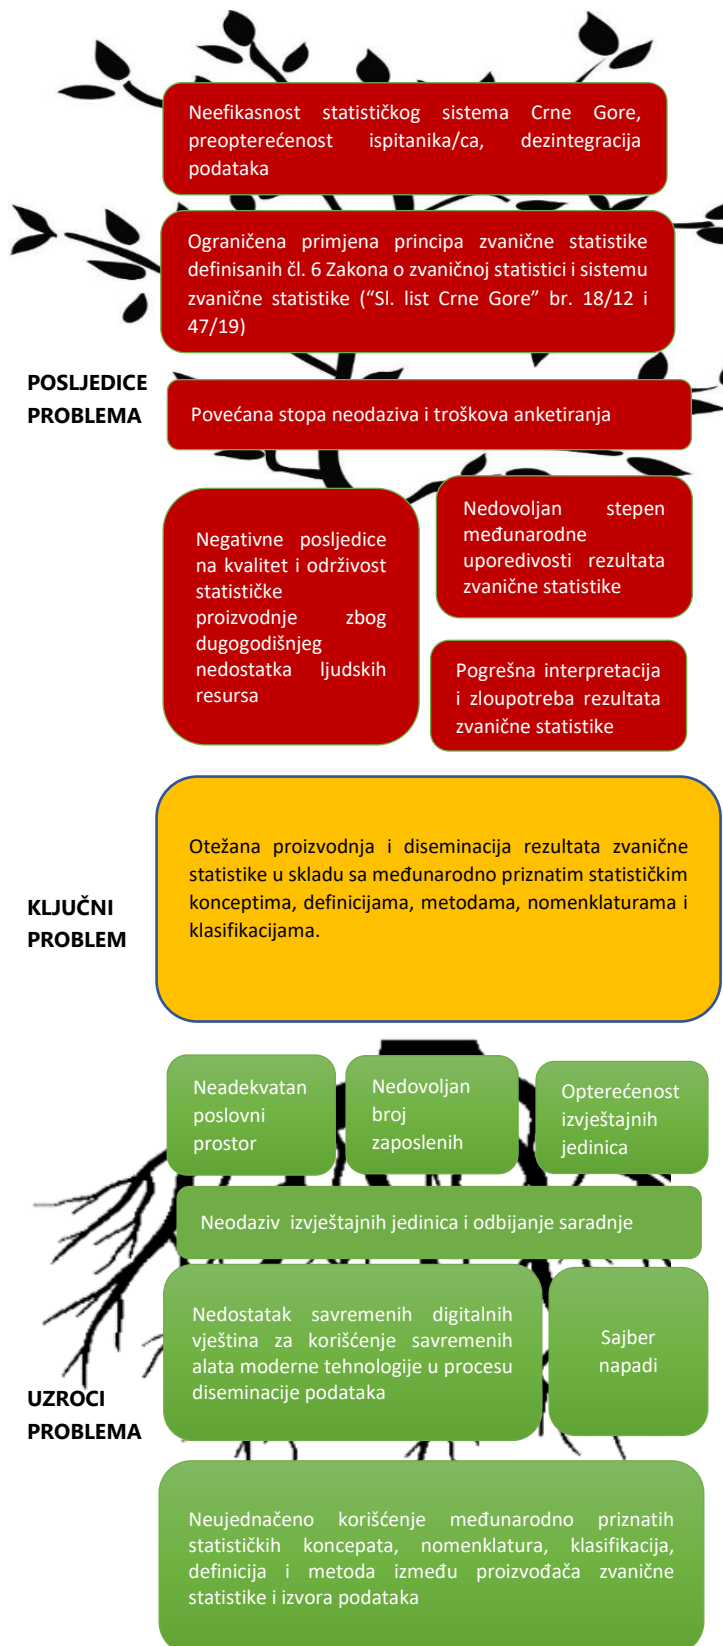 Neefikasnost statističkog sistema Crne Gore,
preopterećenost ispitanika/ca, dezintegracija
podataka
Ograničena primjena principa zvanične statistike
definisanih čl. 6 Zakona o zvaničnoj statistici i sistemu
zvanične statistike (“Sl. list Crne Gore” br. 18/12 i
47/19)
POSLJEDICE
PROBLEMA
Povećana stopa neodaziva i troškova anketiranja
Negativne posljedice
na kvalitet i održivost
statističke
proizvodnje zbog
dugogodišnjeg
nedostatka ljudskih
resursa
Nedovoljan stepen
međunarodne
uporedivosti rezultata
zvanične statistike
Pogrešna interpretacija
i zloupotreba rezultata
zvanične statistike
KLJUČNI
PROBLEM
Otežana proizvodnja i diseminacija rezultata zvanične
statistike u skladu sa međunarodno priznatim statističkim
konceptima, definicijama, metodama, nomenklaturama i
klasifikacijama.
Neadekvatan
poslovni
prostor
Nedovoljan
broj
zaposlenih
Opterećenost
izvještajnih
jedinica
Neodaziv izvještajnih jedinica i odbijanje saradnje
UZROCI
PROBLEMA
Nedostatak savremenih digitalnih
vještina za korišćenje savremenih
alata moderne tehnologije u procesu
diseminacije podataka
Sajber
napadi
Neujednačeno korišćenje međunarodno priznatih
statističkih koncepata, nomenklatura, klasifikacija,
definicija i metoda između proizvođača zvanične
statistike i izvora podataka